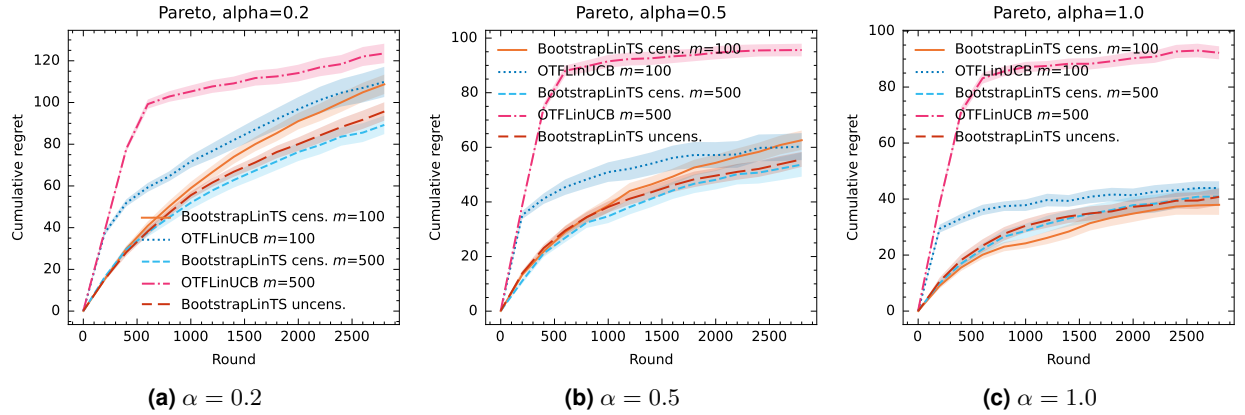 Pareto, alpha=0.2
120
100
80
60
40
20
0
Cumulative regret
BootstrapLinTS cens. m=100
OTFLinUCB m=100
BootstrapLinTS cens. m=500
OTFLinUCB m=500
BootstrapLinTS uncens.
0 500 1000 1500 2000 2500
Round
(a) α = 0.2
Pareto, alpha=0.5
100
80
60
40
20
0
Cumulative regret
BootstrapLinTS cens. m=100
OTFLinUCB m=100
BootstrapLinTS cens. m=500
OTFLinUCB m=500
BootstrapLinTS uncens.
0 500 1000 1500 2000 2500
Round
(b) α = 0.5
Pareto, alpha=1.0
100
80
60
40
20
0
Cumulative regret
BootstrapLinTS cens. m=100
OTFLinUCB m=100
BootstrapLinTS cens. m=500
OTFLinUCB m=500
BootstrapLinTS uncens.
0 500 1000 1500 2000 2500
Round
(c) α = 1.0